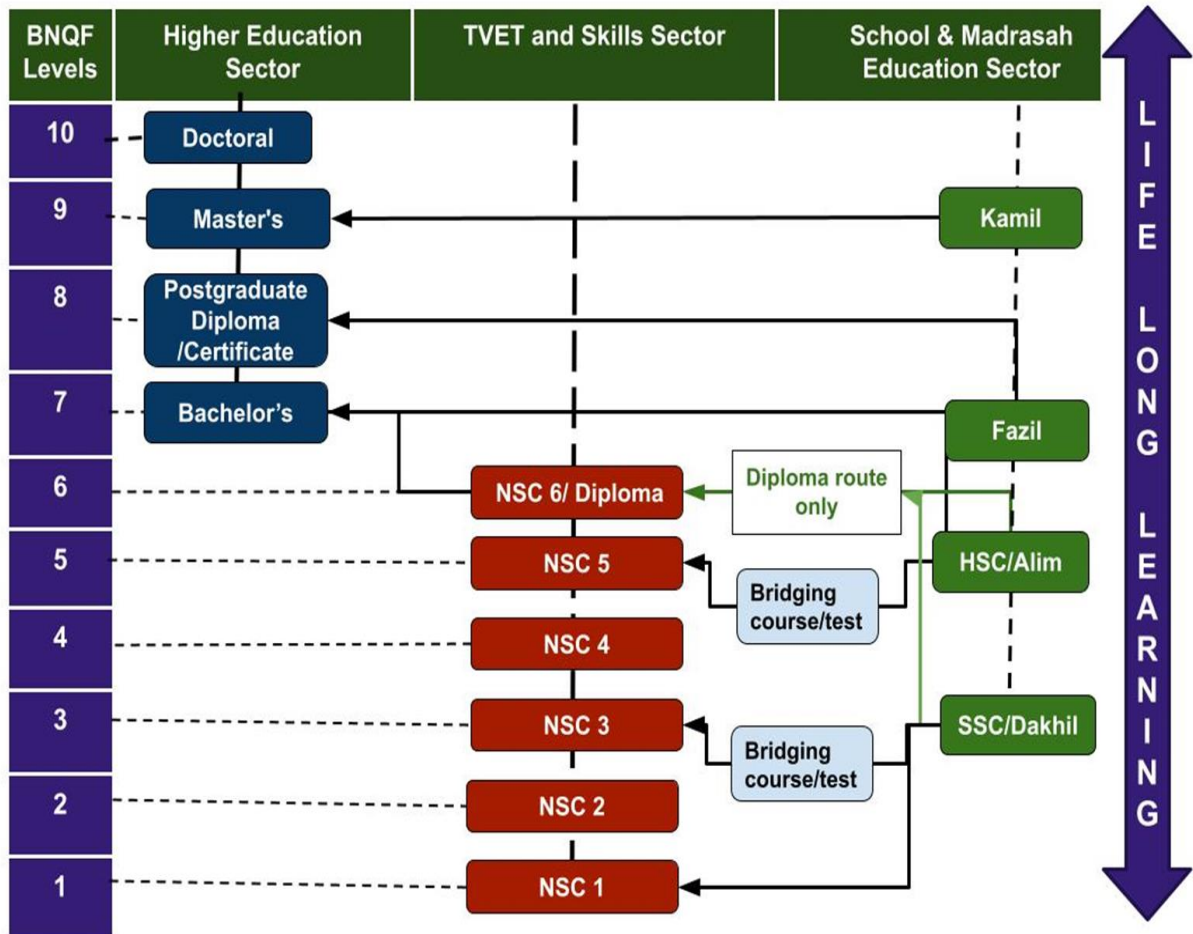 BNQF
Levels
Higher Education
Sector
TVET and Skills Sector
School & Madrasah
Education Sector
10
Doctoral
9
Master's
Kamil
8
Postgraduate
Diploma
/Certificate
7
Bachelor’s
Fazil
6
NSC 6/ Diploma
Diploma route
only
5
NSC 5
HSC/Alim
Bridging
course/test
4
NSC 4
3
NSC 3
SSC/Dakhil
Bridging
course/test
2
NSC 2
1
NSC 1
LIFE LONG LEARNING